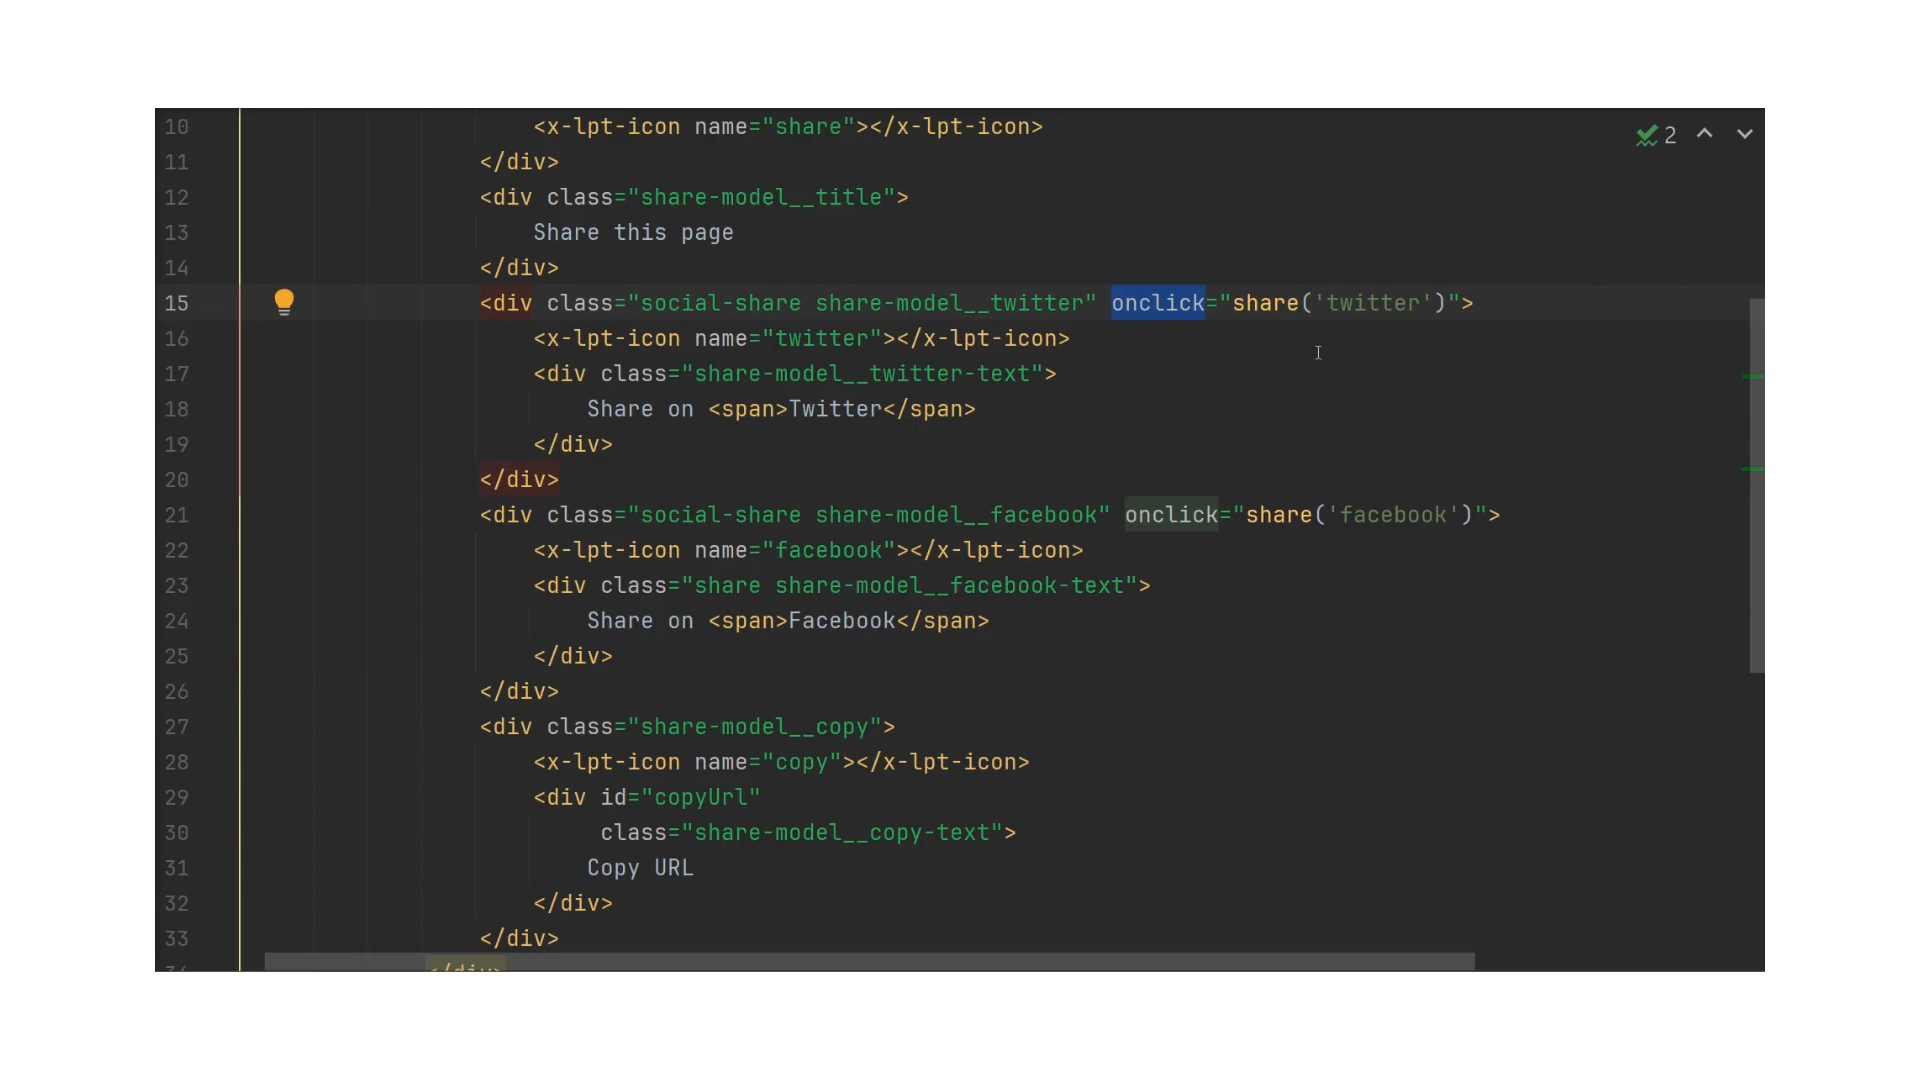 10 <x-lpt-icon name="share"></x-lpt-icon>
11 </div>
12 <div class="share-model__title">
13 Share this page
14 </div>
15 <div class="social-share share-model__twitter" onclick="share('twitter')">
16 <x-lpt-icon name="twitter"></x-lpt-icon>
17 <div class="share-model__twitter-text">
18 Share on <span>Twitter</span>
19 </div>
20 </div>
21 <div class="social-share share-model__facebook" onclick="share('facebook')">
22 <x-lpt-icon name="facebook"></x-lpt-icon>
23 <div class="share share-model__facebook-text">
24 Share on <span>Facebook</span>
25 </div>
26 </div>
27 <div class="share-model__copy">
28 <x-lpt-icon name="copy"></x-lpt-icon>
29 <div id="copyUrl"
30 class="share-model__copy-text">
31 Copy URL
32 </div>
33 </div>
34 </div>
2